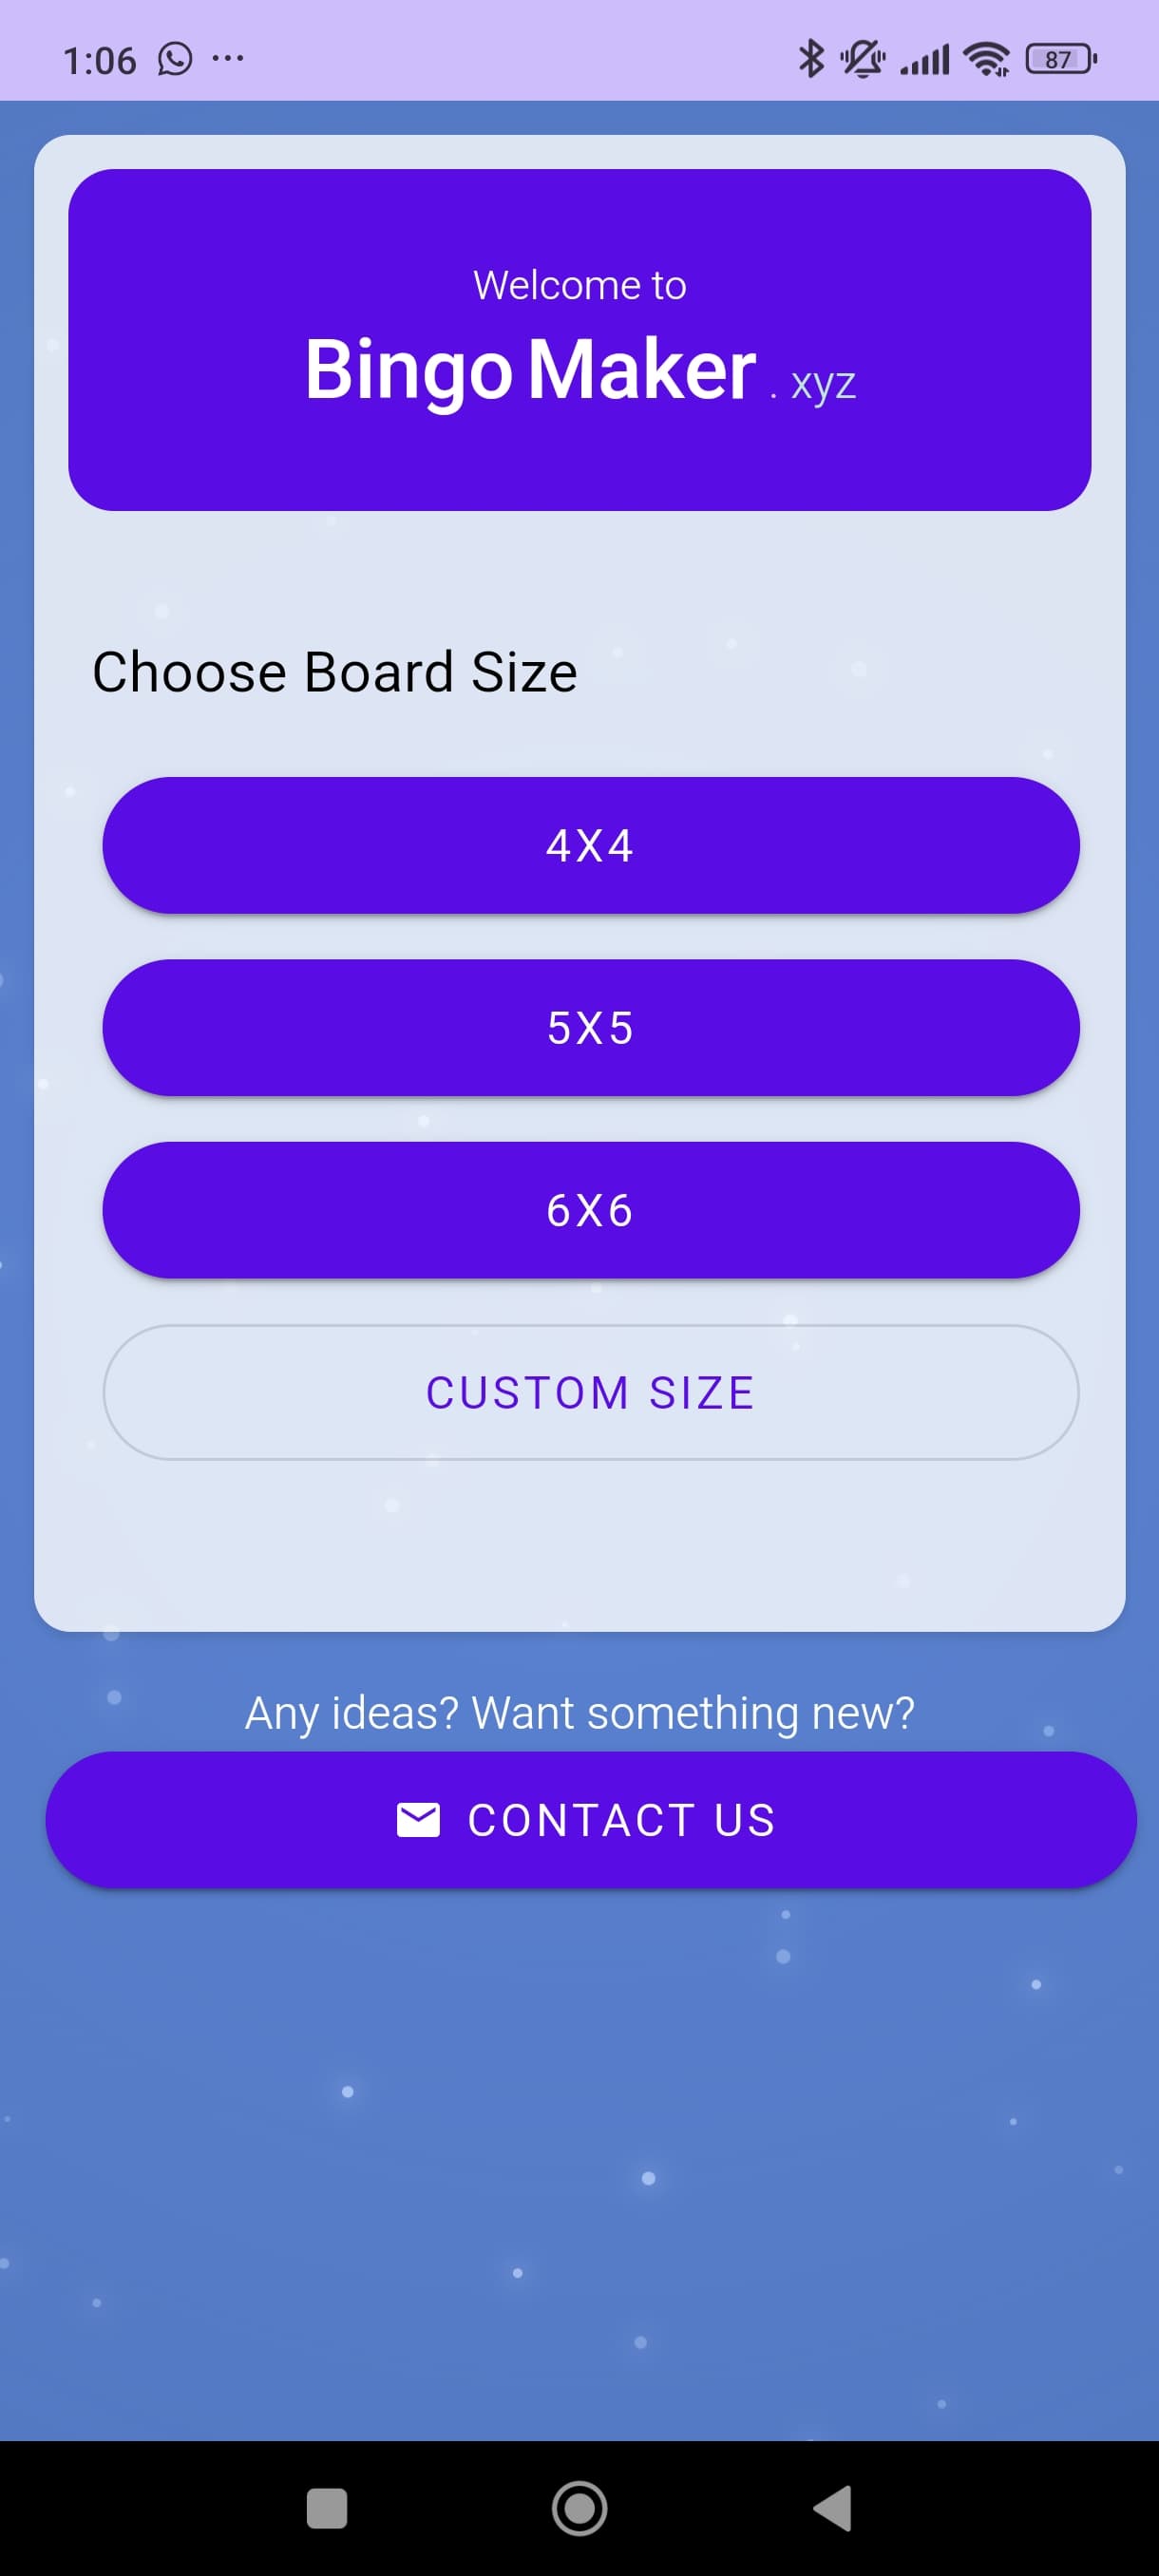 1:06 ...
87
Welcome to
Bingo Maker . xyz
Choose Board Size
4X4
5X5
6X6
CUSTOM SIZE
Any ideas? Want something new?
CONTACT US